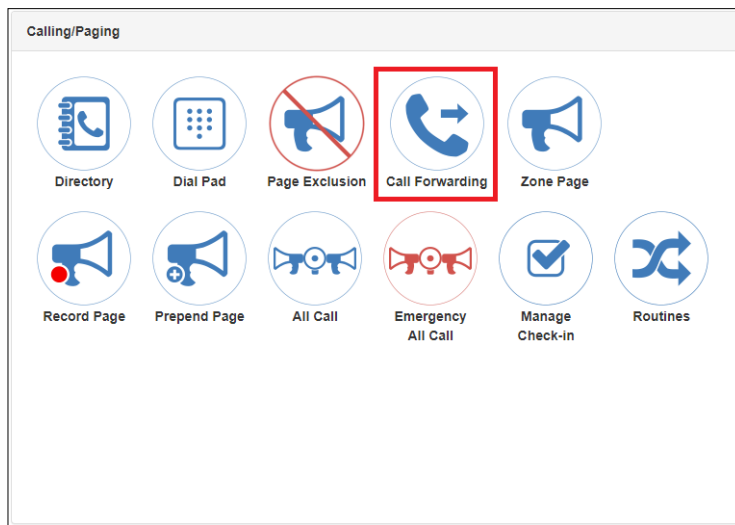 Calling/Paging
Directory
Dial Pad
Page Exclusion
Call Forwarding
Zone Page
Record Page
Prepend Page
All Call
Emergency
All Call
Manage
Check-in
Routines